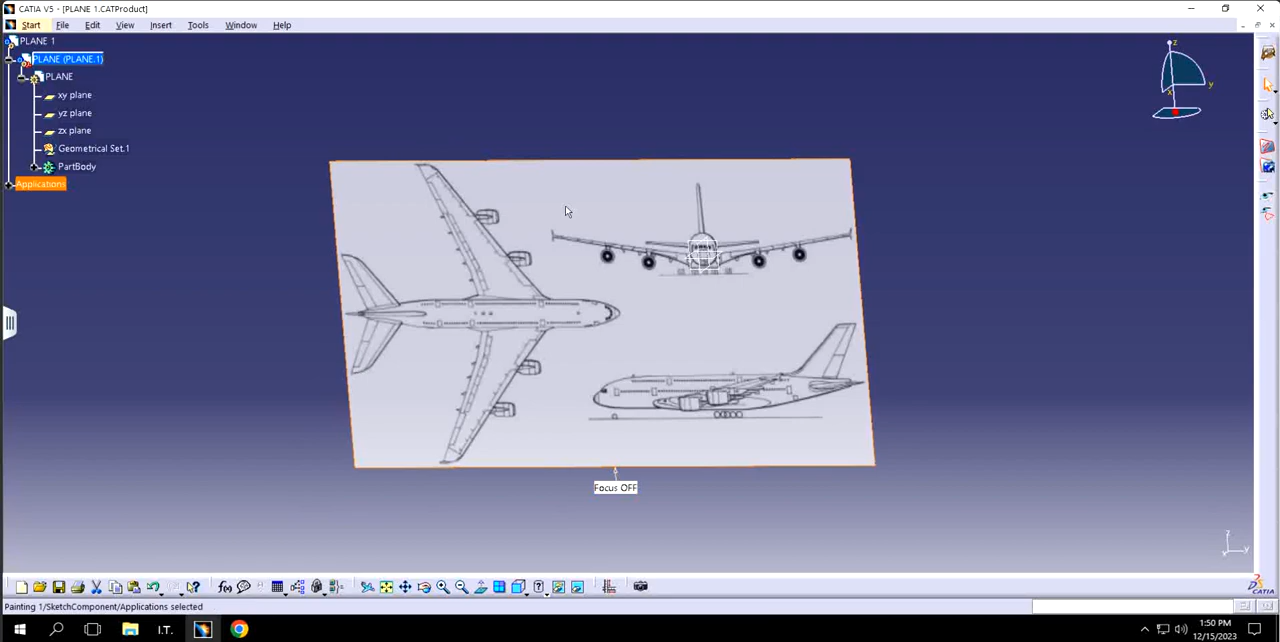 CATIA V5 - [PLANE 1.CATProduct]
Start File Edit View Insert Tools Window Help
PLANE 1
PLANE (PLANE.1)
PLANE
xy plane
yz plane
zx plane
Geometrical Set.1
PartBody
Applications
z
y
x
Focus OFF
z
y
x
f(x)
CATIA
Painting 1/SketchComponent/Applications selected
I.T.
1:50 PM
12/15/2023